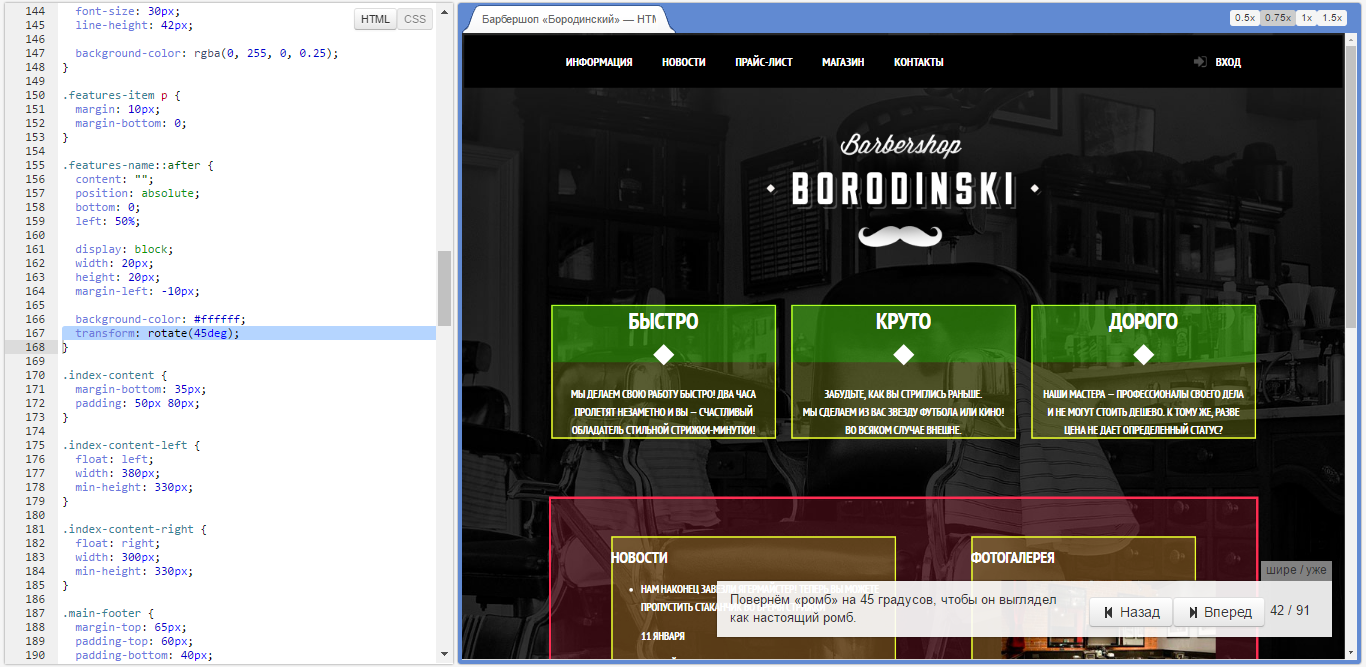 144 font-size: 30px;
145 line-height: 42px;
146
147 background-color: rgba(0, 255, 0, 0.25);
148 }
149
150 .features-item p {
151 margin: 10px;
152 margin-bottom: 0;
153 }
154
155 .features-name::after {
156 content: "";
157 position: absolute;
158 bottom: 0;
159 left: 50%;
160
161 display: block;
162 width: 20px;
163 height: 20px;
164 margin-left: -10px;
165
166 background-color: #ffffff;
167 transform: rotate(45deg);
168 }
169
170 .index-content {
171 margin-bottom: 35px;
172 padding: 50px 80px;
173 }
174
175 .index-content-left {
176 float: left;
177 width: 380px;
178 min-height: 330px;
179 }
180
181 .index-content-right {
182 float: right;
183 width: 300px;
184 min-height: 330px;
185 }
186
187 .main-footer {
188 margin-top: 65px;
189 padding-top: 60px;
190 padding-bottom: 40px;
HTML CSS
Барбершоп «Бородинский» — HTM
0.5x 0.75x 1x 1.5x
ИНФОРМАЦИЯ НОВОСТИ ПРАЙС-ЛИСТ МАГАЗИН КОНТАКТЫ ВХОД
Barbershop
BORODINSKI
БЫСТРО
МЫ ДЕЛАЕМ СВОЮ РАБОТУ БЫСТРО! ДВА ЧАСА
ПРОЛЕТЯТ НЕЗАМЕТНО И ВЫ — СЧАСТЛИВЫЙ
ОБЛАДАТЕЛЬ СТИЛЬНОЙ СТРИЖКИ-МИНУТКИ!
КРУТО
ЗАБУДЬТЕ, КАК ВЫ СТРИГЛИСЬ РАНЬШЕ.
МЫ СДЕЛАЕМ ИЗ ВАС ЗВЕЗДУ ФУТБОЛА ИЛИ КИНО!
ВО ВСЯКОМ СЛУЧАЕ ВНЕШНЕ.
ДОРОГО
НАШИ МАСТЕРА — ПРОФЕССИОНАЛЫ СВОЕГО ДЕЛА
И НЕ МОГУТ СТОИТЬ ДЕШЕВО. К ТОМУ ЖЕ, РАЗВЕ
ЦЕНА НЕ ДАЕТ ОПРЕДЕЛЕННЫЙ СТАТУС?
НОВОСТИ
НАМ НАКОНЕЦ ЗАВЕЗЛИ ЯГЕРМАЙСТЕР! ТЕПЕРЬ ВЫ МОЖЕТЕ
ПРОПУСТИТЬ
11 ЯНВАРЯ
ФОТОГАЛЕРЕЯ
шире / уже
Повернём «ромб» на 45 градусов, чтобы он выглядел
как настоящий ромб.
Назад Вперед 42 / 91